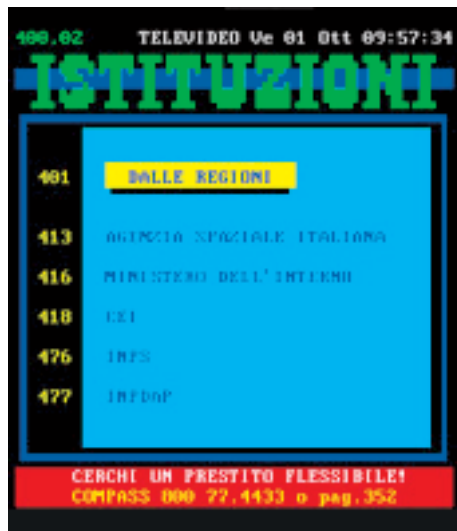 400.02 TELEVIDEO Ve 01 Ott 09:57:34
ISTITUZIONI
401 DALLE REGIONI
413 AGENZIA SPAZIALE ITALIANA
416 MINISTERO DELL'INTERNO
418 CEI
476 INPS
477 INPDAP
CERCHI UN PRESTITO FLESSIBILE?
COMPASS 800 77.4433 o pag.352